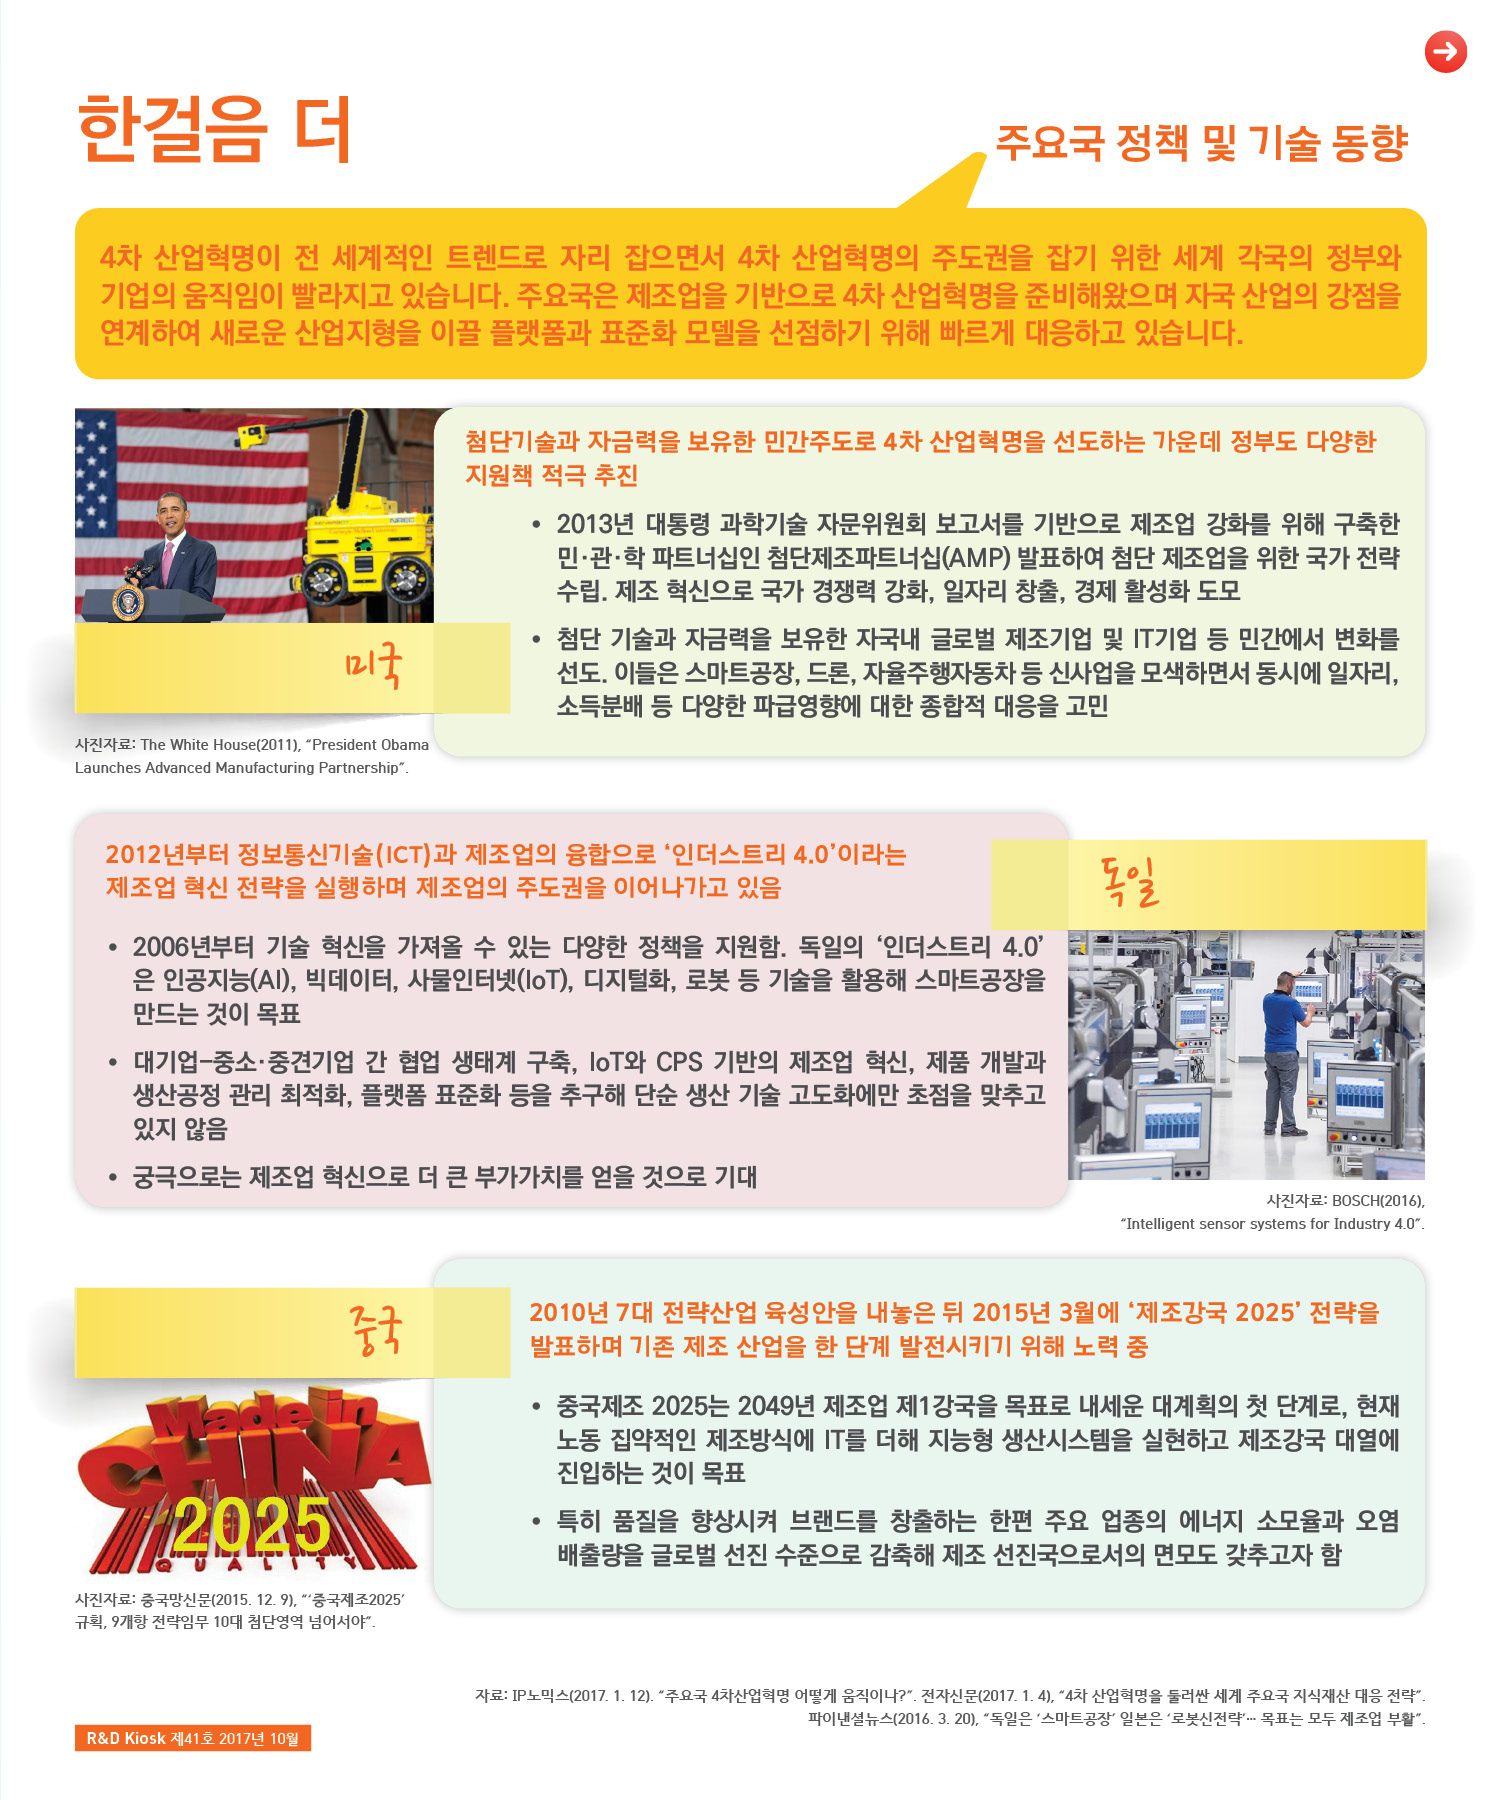 한걸음 더
주요국 정책 및 기술 동향
4차 산업혁명이 전 세계적인 트렌드로 자리 잡으면서 4차 산업혁명의 주도권을 잡기 위한 세계 각국의 정부와
기업의 움직임이 빨라지고 있습니다. 주요국은 제조업을 기반으로 4차 산업혁명을 준비해왔으며 자국 산업의 강점을
연계하여 새로운 산업지형을 이끌 플랫폼과 표준화 모델을 선점하기 위해 빠르게 대응하고 있습니다.
미국
사진자료: The White House(2011), “President Obama
Launches Advanced Manufacturing Partnership”.
첨단기술과 자금력을 보유한 민간주도로 4차 산업혁명을 선도하는 가운데 정부도 다양한
지원책 적극 추진
• 2013년 대통령 과학기술 자문위원회 보고서를 기반으로 제조업 강화를 위해 구축한
민·관·학 파트너십인 첨단제조파트너십(AMP) 발표하여 첨단 제조업을 위한 국가 전략
수립. 제조 혁신으로 국가 경쟁력 강화, 일자리 창출, 경제 활성화 도모
• 첨단 기술과 자금력을 보유한 자국내 글로벌 제조기업 및 IT기업 등 민간에서 변화를
선도. 이들은 스마트공장, 드론, 자율주행자동차 등 신사업을 모색하면서 동시에 일자리,
소득분배 등 다양한 파급영향에 대한 종합적 대응을 고민
2012년부터 정보통신기술(ICT)과 제조업의 융합으로 ‘인더스트리 4.0’이라는
제조업 혁신 전략을 실행하며 제조업의 주도권을 이어나가고 있음
• 2006년부터 기술 혁신을 가져올 수 있는 다양한 정책을 지원함. 독일의 ‘인더스트리 4.0’
은 인공지능(AI), 빅데이터, 사물인터넷(IoT), 디지털화, 로봇 등 기술을 활용해 스마트공장을
만드는 것이 목표
• 대기업-중소·중견기업 간 협업 생태계 구축, IoT와 CPS 기반의 제조업 혁신, 제품 개발과
생산공정 관리 최적화, 플랫폼 표준화 등을 추구해 단순 생산 기술 고도화에만 초점을 맞추고
있지 않음
• 궁극으로는 제조업 혁신으로 더 큰 부가가치를 얻을 것으로 기대
독일
사진자료: BOSCH(2016),
“Intelligent sensor systems for Industry 4.0”.
중국
Made in
CHINA
2025
QUALITY
사진자료: 중국망신문(2015. 12. 9), “‘중국제조2025’
규획, 9개항 전략임무 10대 첨단영역 넘어서야”.
2010년 7대 전략산업 육성안을 내놓은 뒤 2015년 3월에 ‘제조강국 2025’ 전략을
발표하며 기존 제조 산업을 한 단계 발전시키기 위해 노력 중
• 중국제조 2025는 2049년 제조업 제1강국을 목표로 내세운 대계획의 첫 단계로, 현재
노동 집약적인 제조방식에 IT를 더해 지능형 생산시스템을 실현하고 제조강국 대열에
진입하는 것이 목표
• 특히 품질을 향상시켜 브랜드를 창출하는 한편 주요 업종의 에너지 소모율과 오염
배출량을 글로벌 선진 수준으로 감축해 제조 선진국으로서의 면모도 갖추고자 함
자료: IP노믹스(2017. 1. 12). “주요국 4차산업혁명 어떻게 움직이나?”. 전자신문(2017. 1. 4), “4차 산업혁명을 둘러싼 세계 주요국 지식재산 대응 전략”.
파이낸셜뉴스(2016. 3. 20), “독일은 ‘스마트공장’ 일본은 ‘로봇신전략’… 목표는 모두 제조업 부활”.
R&D Kiosk 제41호 2017년 10월